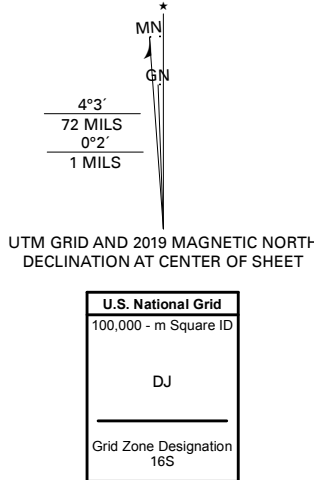 ★
MN
GN
4°3´
72 MILS
0°2´
1 MILS
UTM GRID AND 2019 MAGNETIC NORTH
DECLINATION AT CENTER OF SHEET
U.S. National Grid
100,000 - m Square ID
DJ
Grid Zone Designation
16S